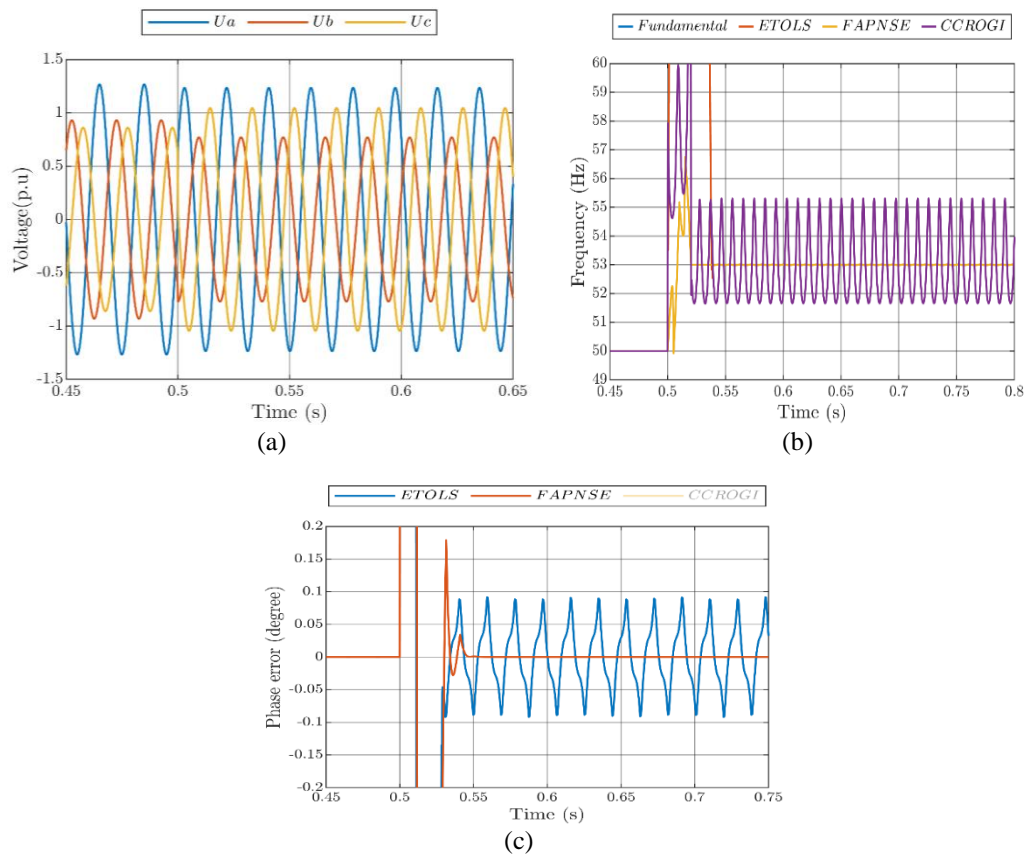 Ua Ub Uc
1.5
1
0.5
0
-0.5
-1
-1.5
Voltage(p.u)
0.45 0.5 0.55 0.6 0.65
Time (s)
(a)
Fundamental ETOLS FAPNSE CCROGI
60
59
58
57
56
55
54
53
52
51
50
49
Frequency (Hz)
0.45 0.5 0.55 0.6 0.65 0.7 0.75 0.8
Time (s)
(b)
ETOLS FAPNSE CCROGI
0.2
0.15
0.1
0.05
0
-0.05
-0.1
-0.15
-0.2
Phase error (degree)
0.45 0.5 0.55 0.6 0.65 0.7 0.75
Time (s)
(c)